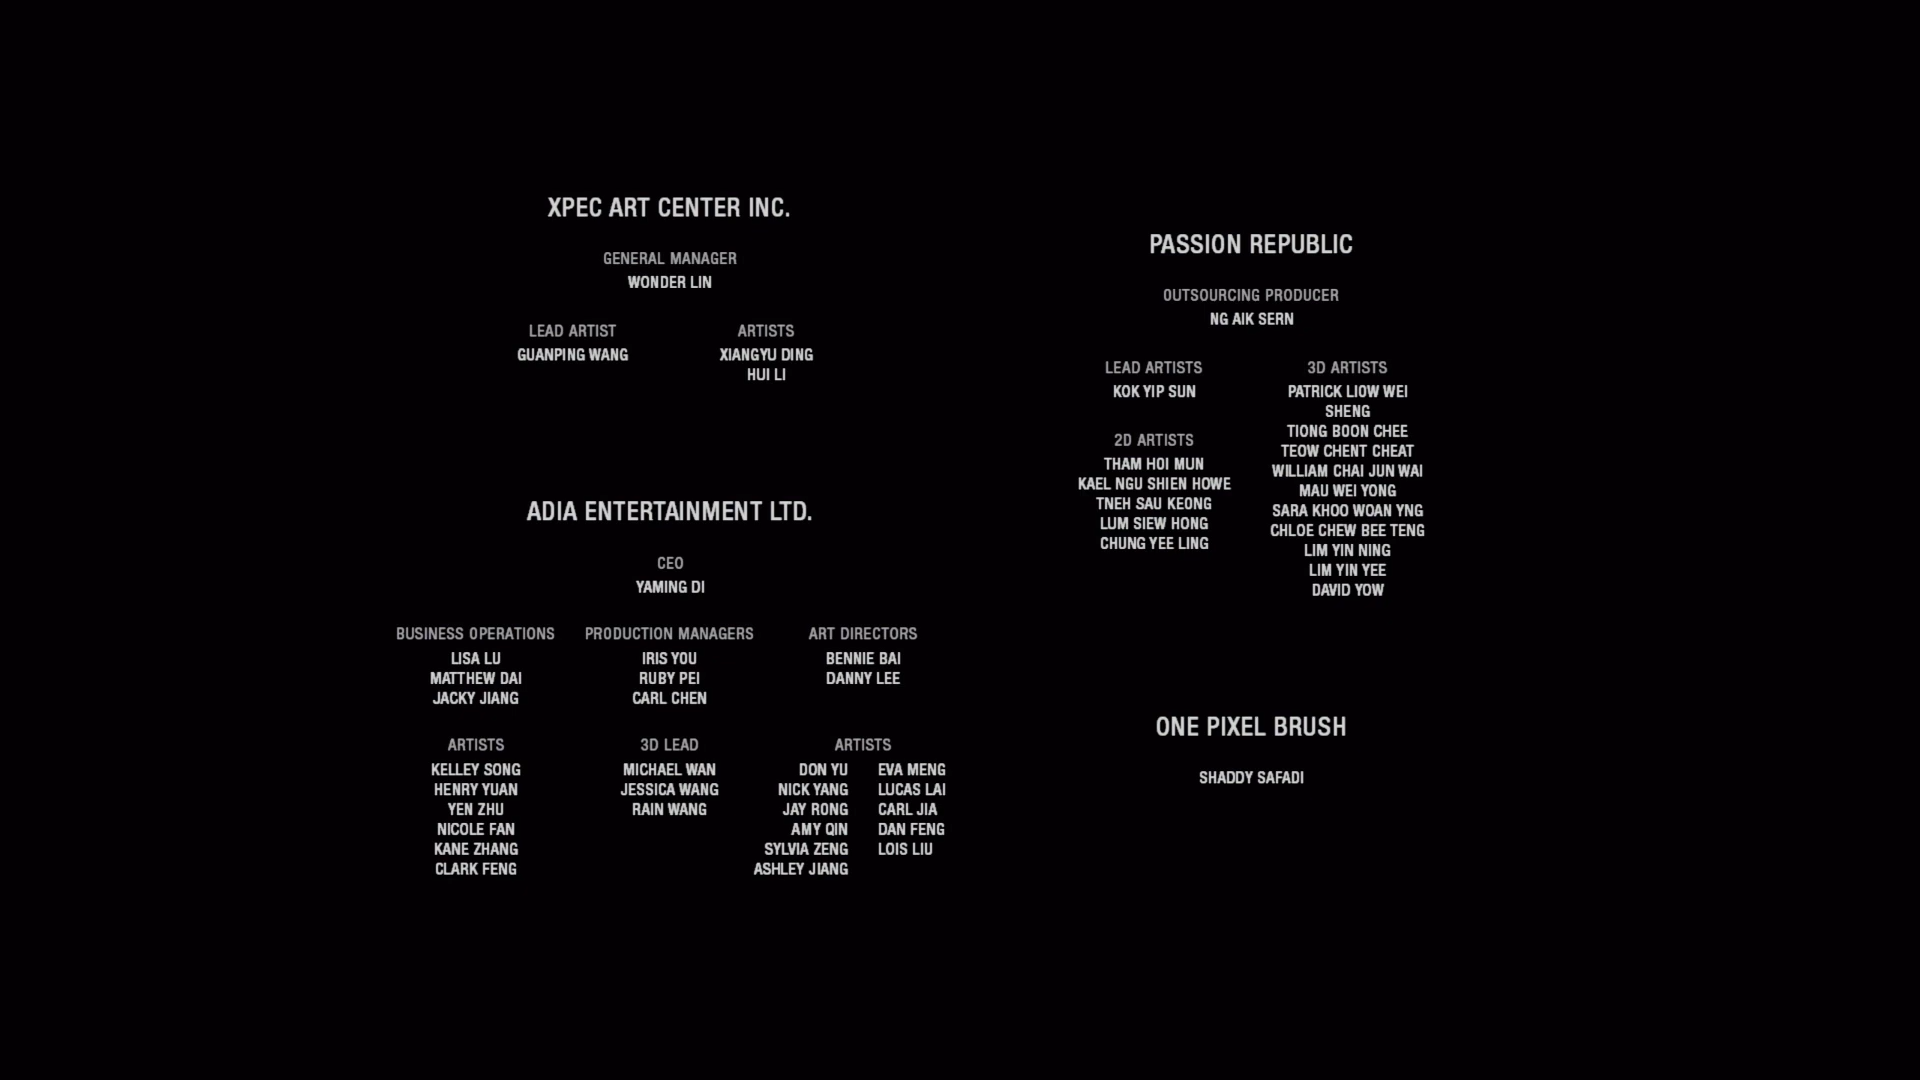 XPEC ART CENTER INC.
GENERAL MANAGER
WONDER LIN
LEAD ARTIST
GUANPING WANG
ARTISTS
XIANGYU DING
HUI LI
ADIA ENTERTAINMENT LTD.
CEO
YAMING DI
BUSINESS OPERATIONS
LISA LU
MATTHEW DAI
JACKY JIANG
PRODUCTION MANAGERS
IRIS YOU
RUBY PEI
CARL CHEN
ART DIRECTORS
BENNIE BAI
DANNY LEE
ARTISTS
KELLEY SONG
HENRY YUAN
YEN ZHU
NICOLE FAN
KANE ZHANG
CLARK FENG
3D LEAD
MICHAEL WAN
JESSICA WANG
RAIN WANG
ARTISTS
DON YU
NICK YANG
JAY RONG
AMY QIN
SYLVIA ZENG
ASHLEY JIANG
EVA MENG
LUCAS LAI
CARL JIA
DAN FENG
LOIS LIU
PASSION REPUBLIC
OUTSOURCING PRODUCER
NG AIK SERN
LEAD ARTISTS
KOK YIP SUN
2D ARTISTS
THAM HOI MUN
KAEL NGU SHIEN HOWE
TNEH SAU KEONG
LUM SIEW HONG
CHUNG YEE LING
3D ARTISTS
PATRICK LIOW WEI
SHENG
TIONG BOON CHEE
TEOW CHENT CHEAT
WILLIAM CHAI JUN WAI
MAU WEI YONG
SARA KHOO WOAN YNG
CHLOE CHEW BEE TENG
LIM YIN NING
LIM YIN YEE
DAVID YOW
ONE PIXEL BRUSH
SHADDY SAFADI